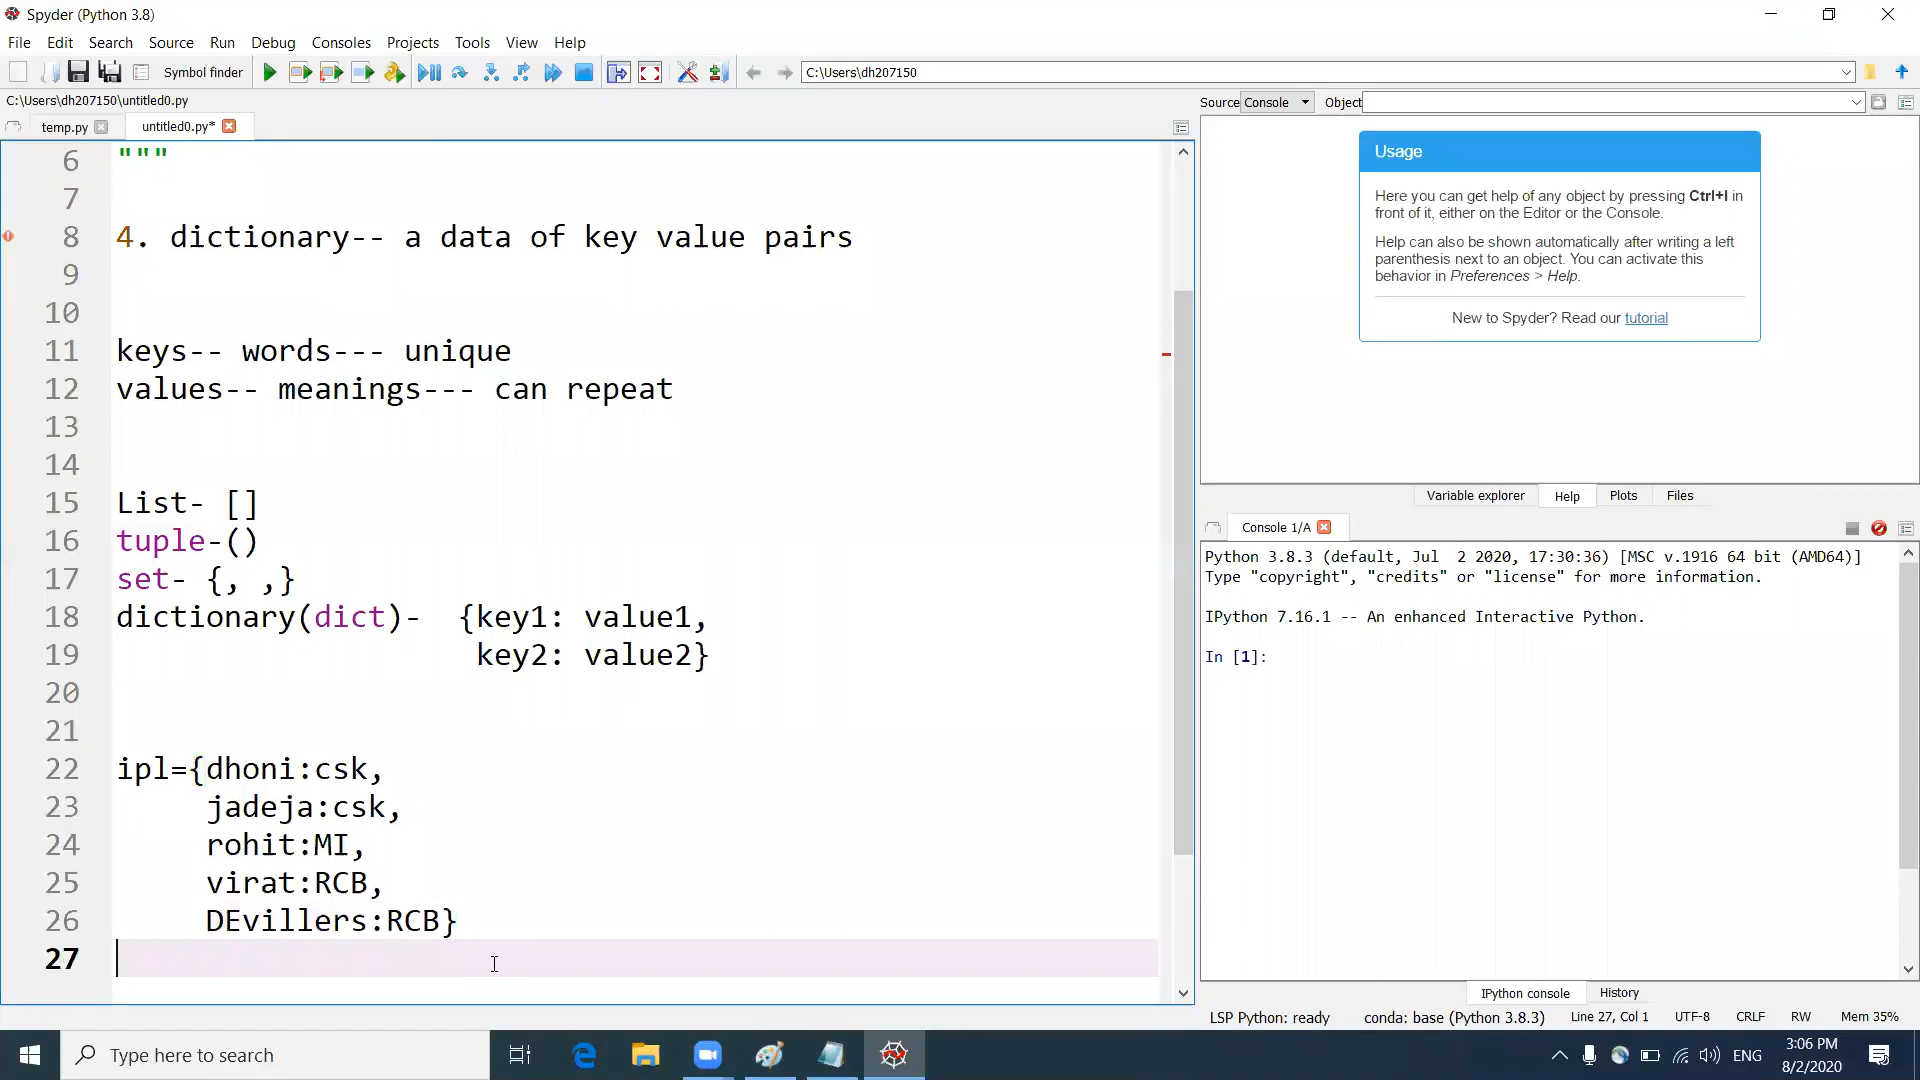 Spyder (Python 3.8)
File Edit Search Source Run Debug Consoles Projects Tools View Help
Symbol finder
C:\Users\dh207150
C:\Users\dh207150\untitled0.py
temp.py
untitled0.py*
6 """
7
8 4. dictionary-- a data of key value pairs
9
10
11 keys-- words--- unique
12 values-- meanings--- can repeat
13
14
15 List- []
16 tuple-()
17 set- {, ,}
18 dictionary(dict)-  {key1: value1,
19                    key2: value2}
20
21
22 ipl={dhoni:csk,
23      jadeja:csk,
24      rohit:MI,
25      virat:RCB,
26      DEvillers:RCB}
27
Source Console Object
Usage
Here you can get help of any object by pressing Ctrl+I in
front of it, either on the Editor or the Console.
Help can also be shown automatically after writing a left
parenthesis next to an object. You can activate this
behavior in Preferences > Help.
New to Spyder? Read our tutorial
Variable explorer Help Plots Files
Console 1/A
Python 3.8.3 (default, Jul  2 2020, 17:30:36) [MSC v.1916 64 bit (AMD64)]
Type "copyright", "credits" or "license" for more information.
IPython 7.16.1 -- An enhanced Interactive Python.
In [1]:
IPython console History
LSP Python: ready conda: base (Python 3.8.3) Line 27, Col 1 UTF-8 CRLF RW Mem 35%
Type here to search
ENG
3:06 PM
8/2/2020